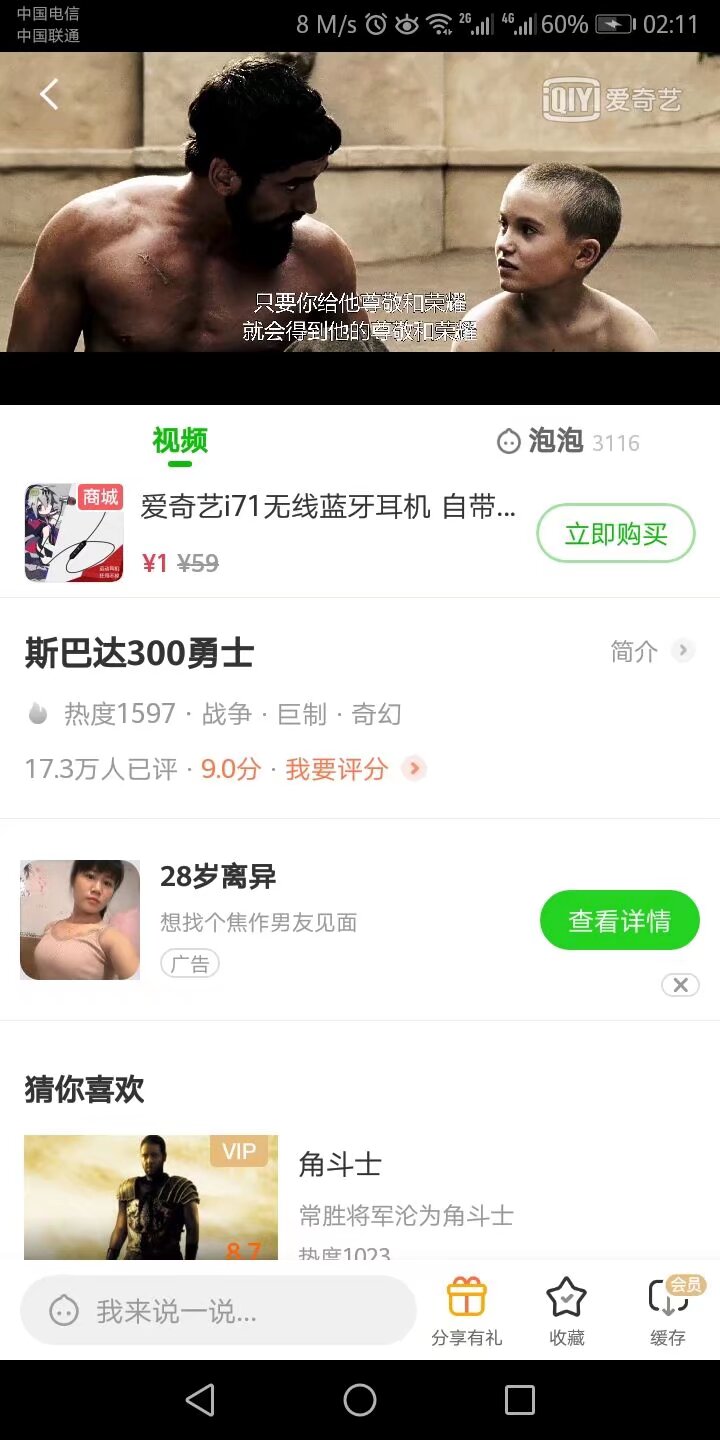 中国电信
中国联通
8 M/s 2G 4G 60% 02:11
iQIYI 爱奇艺
只要你给他尊敬和荣耀
就会得到他的尊敬和荣耀
视频
泡泡 3116
商城
爱奇艺i71无线蓝牙耳机 自带...
¥1 ¥59
立即购买
斯巴达300勇士
简介
热度1597 · 战争 · 巨制 · 奇幻
17.3万人已评 · 9.0分 · 我要评分
28岁离异
想找个焦作男友见面
广告
查看详情
猜你喜欢
VIP
8.7
角斗士
常胜将军沦为角斗士
热度1023
我来说一说...
分享有礼
收藏
会员
缓存